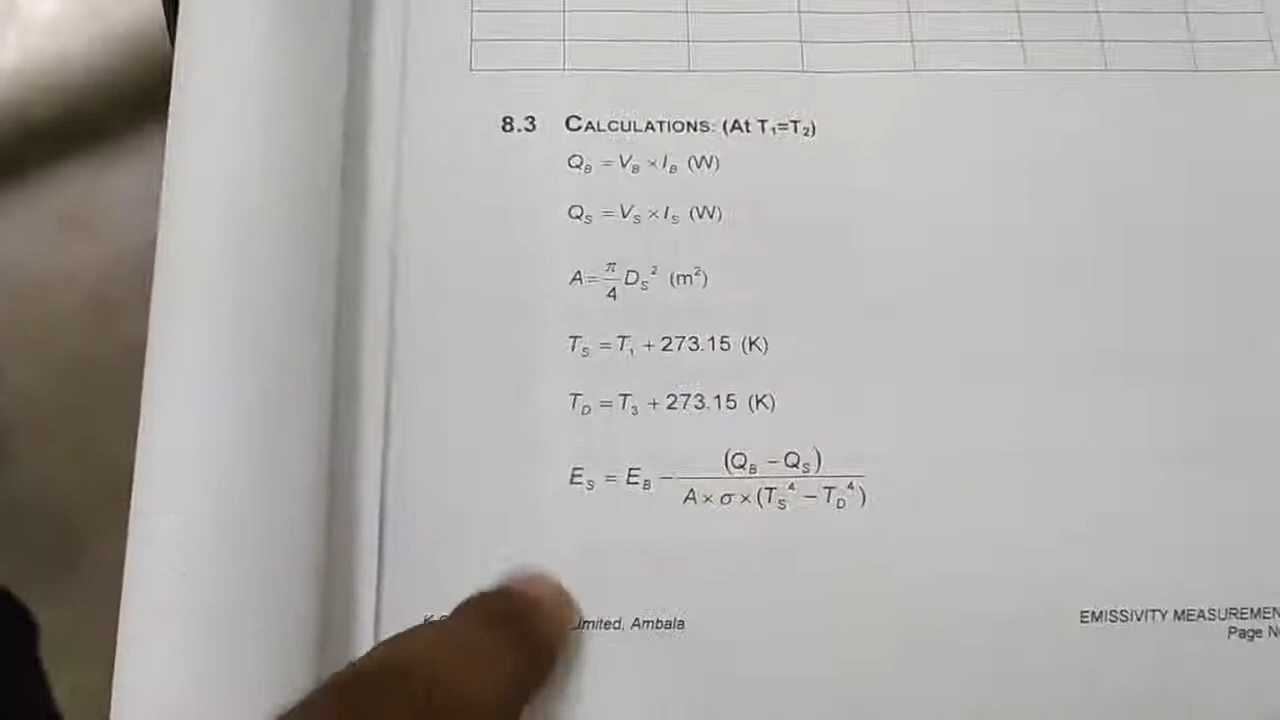 8.3 CALCULATIONS: (At T₁=T₂)
Q_B = V_B × I_B (W)
Q_S = V_S × I_S (W)
A = π/4 D_S² (m²)
T_S = T₁ + 273.15 (K)
T_D = T₃ + 273.15 (K)
E_S = E_B − (Q_B − Q_S) / A × σ × (T_S⁴ − T_D⁴)
Limited, Ambala
EMISSIVITY
Page